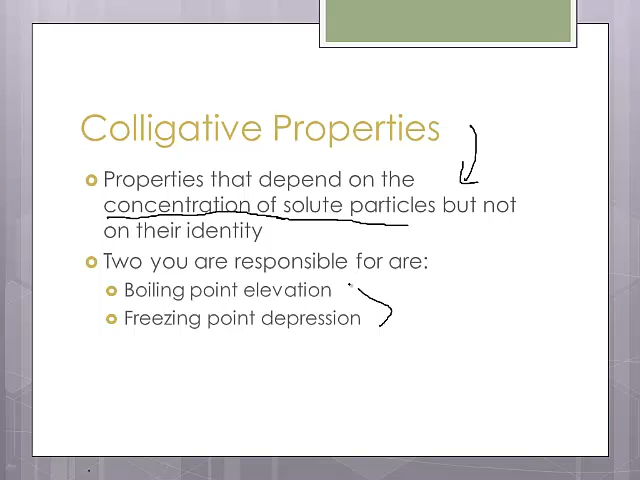 Colligative Properties
Properties that depend on the
concentration of solute particles but not
on their identity
Two you are responsible for are:
Boiling point elevation
Freezing point depression